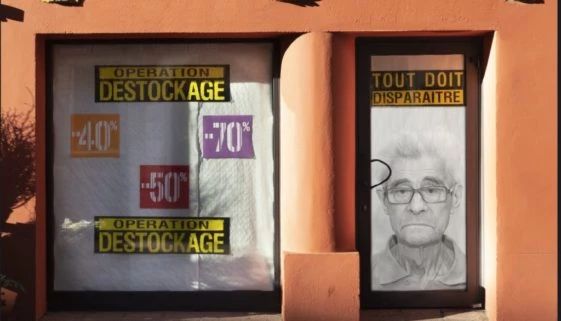 OPERATION
DESTOCKAGE
-40%
-70%
-50%
OPERATION
DESTOCKAGE
TOUT DOIT
DISPARAITRE